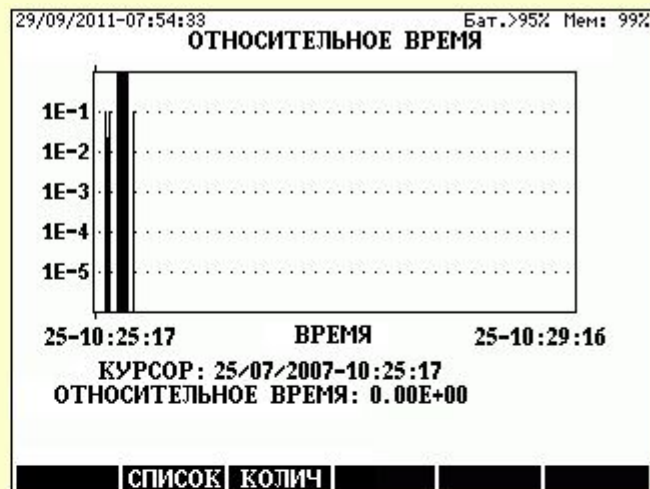 29/09/2011-07:54:33 Бат.>95% Мем: 99%
ОТНОСИТЕЛЬНОЕ ВРЕМЯ
1E-1
1E-2
1E-3
1E-4
1E-5
25-10:25:17 ВРЕМЯ 25-10:29:16
КУРСОР: 25/07/2007-10:25:17
ОТНОСИТЕЛЬНОЕ ВРЕМЯ: 0.00E+00
СПИСОК КОЛИЧ